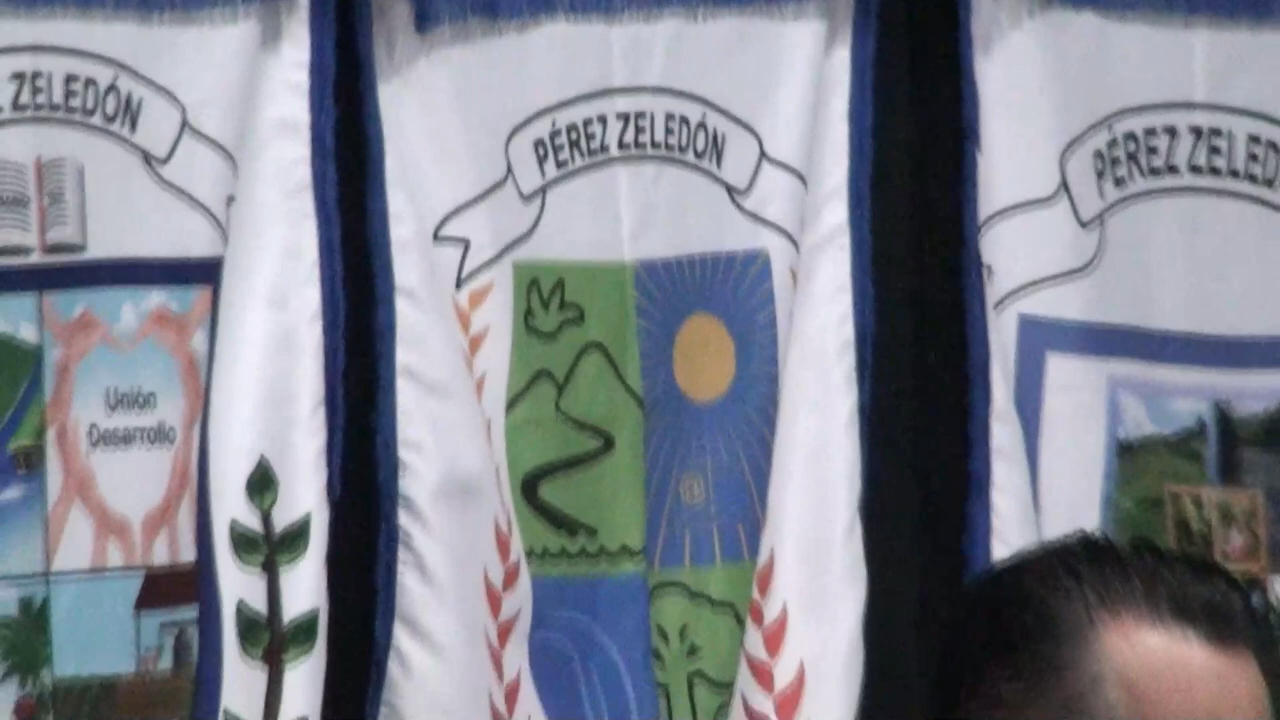 ZELEDÓN
Unión
Desarrollo
PÉREZ ZELEDÓN
PÉREZ ZELED